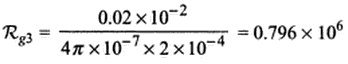 ℛg3 = 0.02 × 10⁻² / 4π × 10⁻⁷ × 2 × 10⁻⁴ = 0.796 × 10⁶